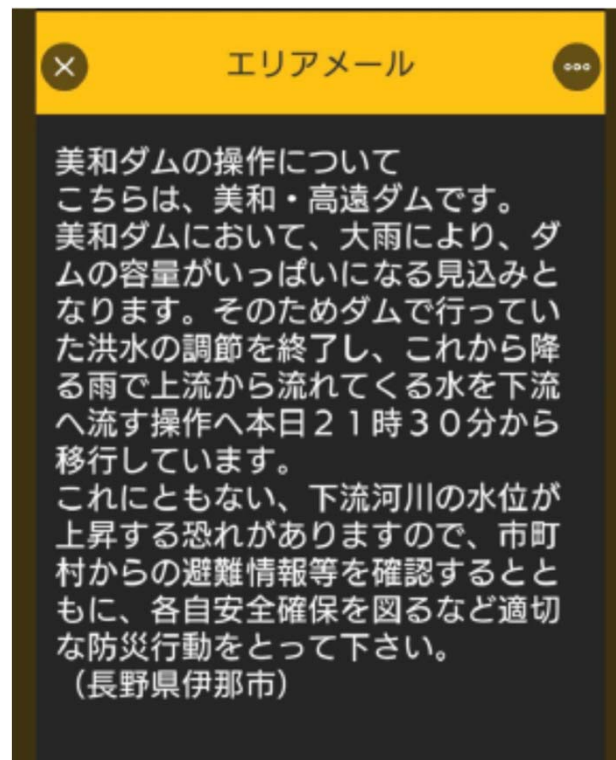 エリアメール
美和ダムの操作について
こちらは、美和・高遠ダムです。
美和ダムにおいて、大雨により、ダ
ムの容量がいっぱいになる見込みと
なります。そのためダムで行ってい
た洪水の調節を終了し、これから降
る雨で上流から流れてくる水を下流
へ流す操作へ本日２１時３０分から
移行しています。
これにともない、下流河川の水位が
上昇する恐れがありますので、市町
村からの避難情報等を確認するとと
もに、各自安全確保を図るなど適切
な防災行動をとって下さい。
（長野県伊那市）